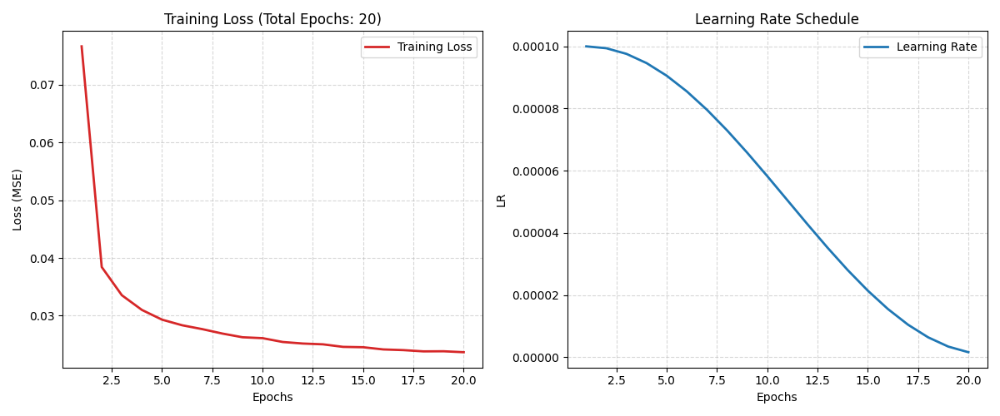 Training Loss (Total Epochs: 20)
Training Loss
0.07
0.06
0.05
0.04
0.03
Loss (MSE)
2.5 5.0 7.5 10.0 12.5 15.0 17.5 20.0
Epochs
Learning Rate Schedule
Learning Rate
0.00010
0.00008
0.00006
0.00004
0.00002
0.00000
LR
2.5 5.0 7.5 10.0 12.5 15.0 17.5 20.0
Epochs